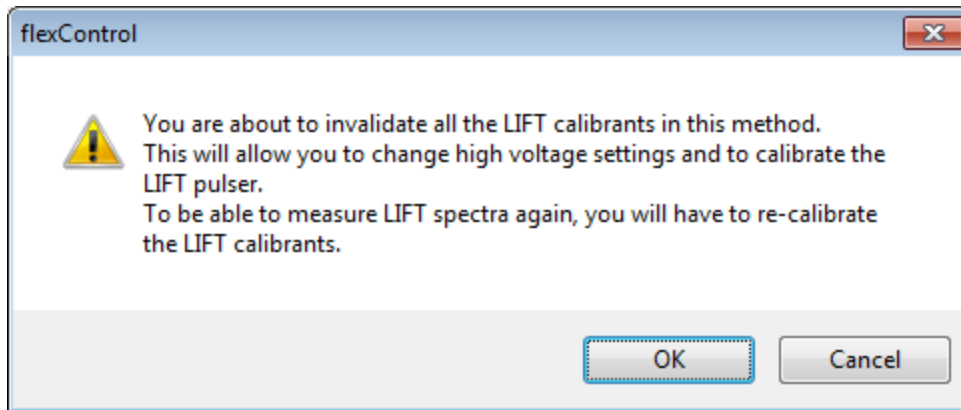 flexControl
You are about to invalidate all the LIFT calibrants in this method.
This will allow you to change high voltage settings and to calibrate the
LIFT pulser.
To be able to measure LIFT spectra again, you will have to re-calibrate
the LIFT calibrants.
OK
Cancel